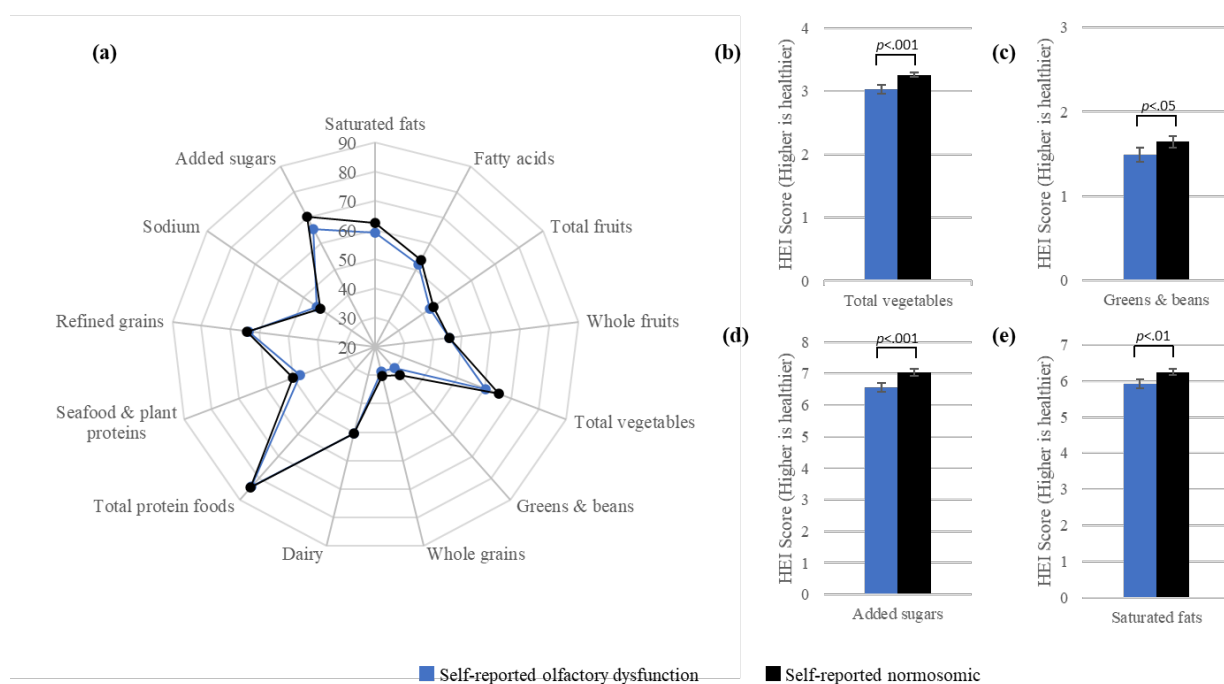 (a)
Saturated fats
Added sugars
Fatty acids
Sodium
Total fruits
Refined grains
Whole fruits
Seafood & plant
proteins
Total vegetables
Total protein foods
Greens & beans
Dairy
Whole grains
90
80
70
60
50
40
30
20
(b)
HEI Score (Higher is healthier)
4
3
2
1
0
p<.001
Total vegetables
(c)
HEI Score (Higher is healthier)
3
2
1
0
p<.05
Greens & beans
(d)
HEI Score (Higher is healthier)
8
7
6
5
4
3
2
1
0
p<.001
Added sugars
(e)
HEI Score (Higher is healthier)
7
6
5
4
3
2
1
0
p<.01
Saturated fats
Self-reported olfactory dysfunction
Self-reported normosomic